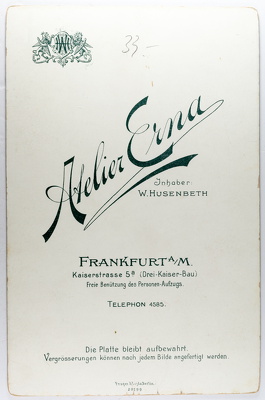 33.-
Atelier Erna
Inhaber
W. HUSENBETH
FRANKFURT A/M.
Kaiserstrasse 5ᵃ (Drei-Kaiser-Bau)
Freie Benützung des Personen-Aufzugs.
TELEPHON 4585.
Die Platte bleibt aufbewahrt.
Vergrösserungen können nach jedem Bilde angefertigt werden.